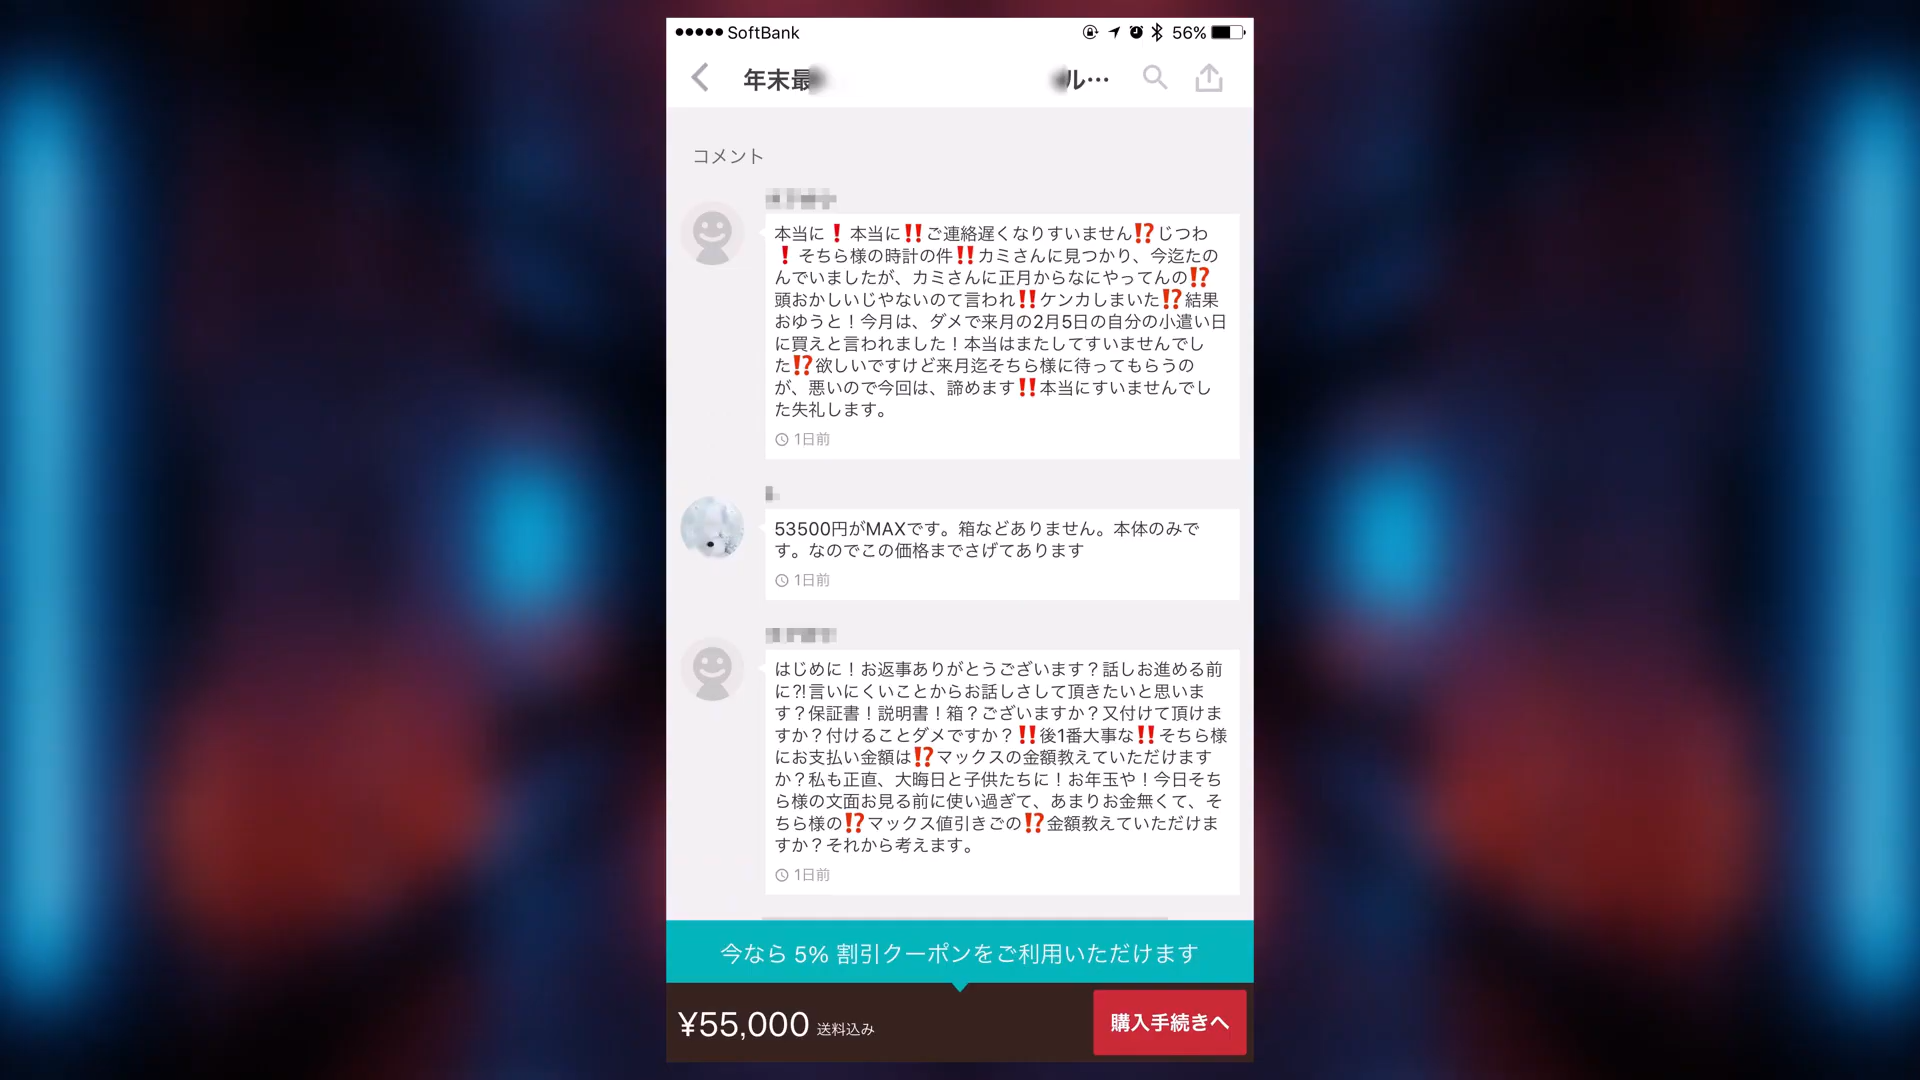 SoftBank
56%
年末最
ル…
コメント
本当に❗本当に‼️ご連絡遅くなりすいません⁉️じつわ
❗そちら様の時計の件‼️カミさんに見つかり、今迄たの
んでいましたが、カミさんに正月からなにやってんの⁉️
頭おかしいじやないのて言われ‼️ケンカしまいた⁉️結果
おゆうと！今月は、ダメで来月の2月5日の自分の小遣い日
に買えと言われました！本当はまたしてすいませんでし
た⁉️欲しいですけど来月迄そちら様に待ってもらうの
が、悪いので今回は、諦めます‼️本当にすいませんでし
た失礼します。
1日前
53500円がMAXです。箱などありません。本体のみで
す。なのでこの価格までさげてあります
1日前
はじめに！お返事ありがとうございます？話しお進める前
に⁈言いにくいことからお話しさして頂きたいと思いま
す？保証書！説明書！箱？ございますか？又付けて頂けま
すか？付けることダメですか？‼️後1番大事な‼️そちら様
にお支払い金額は⁉️マックスの金額教えていただけます
か？私も正直、大晦日と子供たちに！お年玉や！今日そち
ら様の文面お見る前に使い過ぎて、あまりお金無くて、そ
ちら様の⁉️マックス値引きごの⁉️金額教えていただけま
すか？それから考えます。
1日前
今なら 5% 割引クーポンをご利用いただけます
¥55,000 送料込み
購入手続きへ